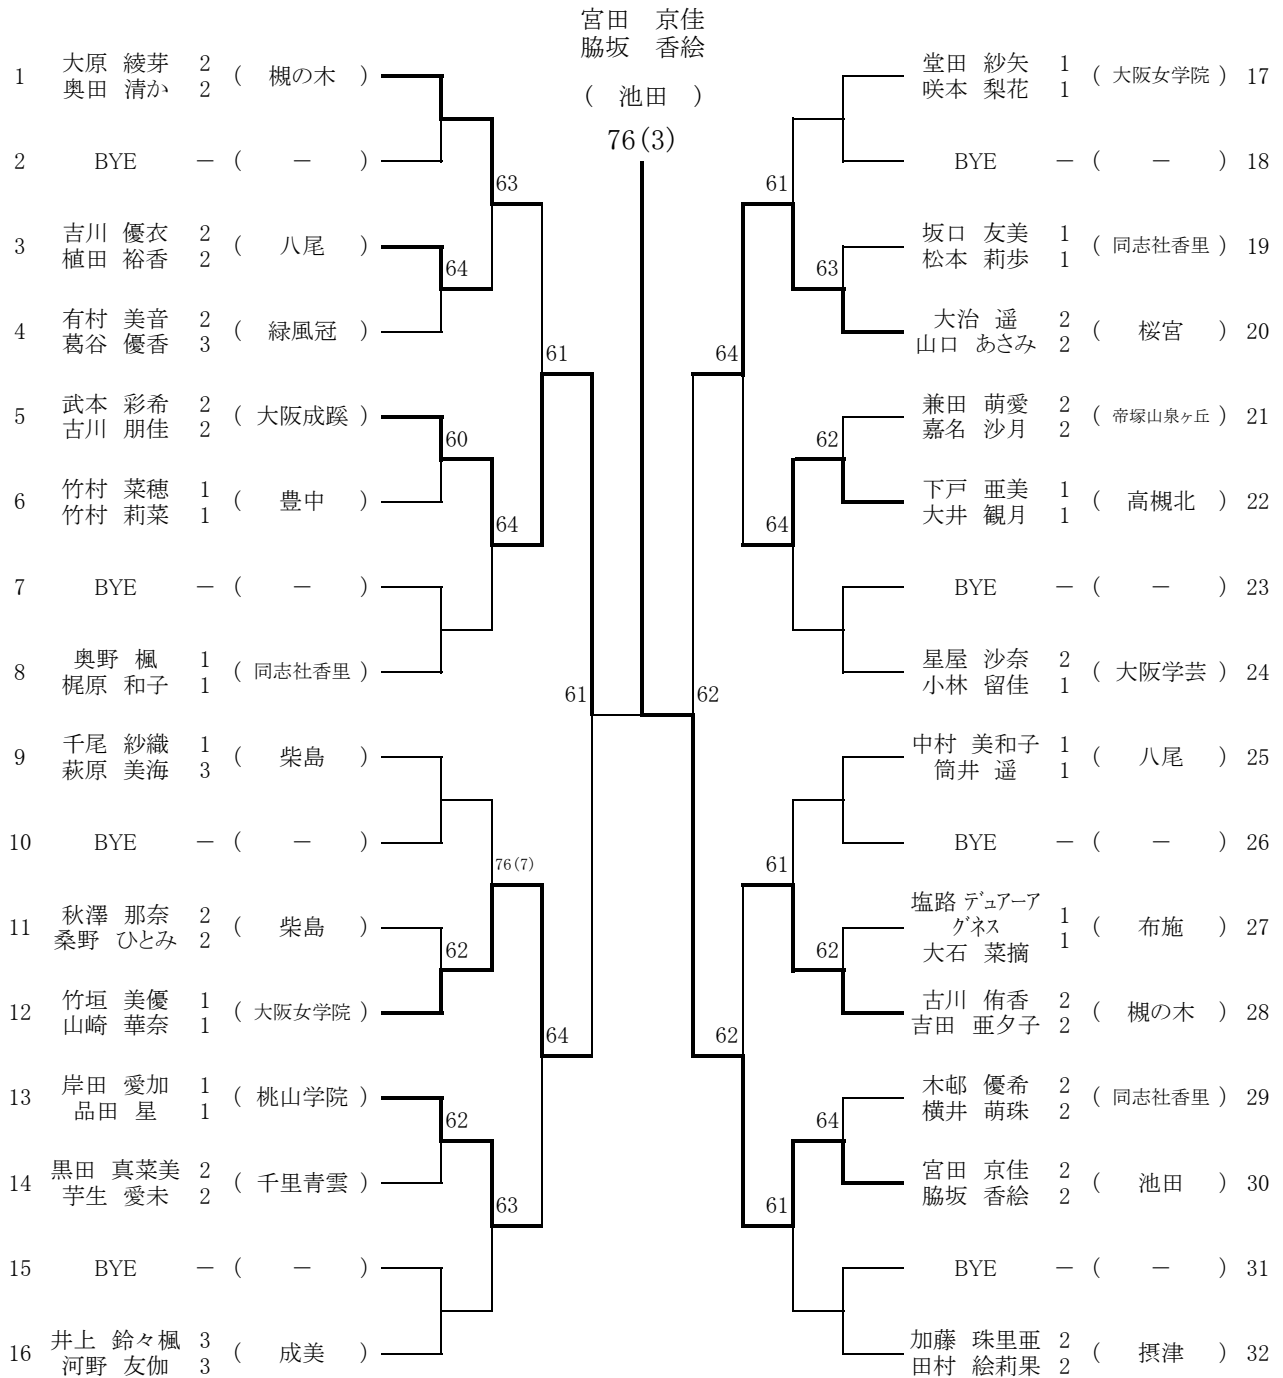 宮田 京佳
脇坂 香絵
( 池田 )
76(3)
1 大原 綾芽 2 ( 槻の木 )
奥田 清か 2
2 BYE － ( － )
63
3 吉川 優衣 2 ( 八尾 )
植田 裕香 2
64
4 有村 美音 2 ( 緑風冠 )
葛谷 優香 3
61
5 武本 彩希 2 ( 大阪成蹊 )
古川 朋佳 2
60
6 竹村 菜穂 1 ( 豊中 )
竹村 莉菜 1
64
7 BYE － ( － )
8 奥野 楓 1 ( 同志社香里 )
梶原 和子 1
61
9 千尾 紗織 1 ( 柴島 )
萩原 美海 3
10 BYE － ( － )
76(7)
11 秋澤 那奈 2 ( 柴島 )
桑野 ひとみ 2
62
12 竹垣 美優 1 ( 大阪女学院 )
山崎 華奈 1
64
13 岸田 愛加 1 ( 桃山学院 )
品田 星 1
62
14 黒田 真菜美 2 ( 千里青雲 )
芋生 愛未 2
63
15 BYE － ( － )
16 井上 鈴々楓 3 ( 成美 )
河野 友伽 3
堂田 紗矢 1 ( 大阪女学院 ) 17
咲本 梨花 1
BYE － ( － ) 18
61
坂口 友美 1 ( 同志社香里 ) 19
松本 莉歩 1
63
大治 遥 2 ( 桜宮 ) 20
山口 あさみ 2
64
兼田 萌愛 2 ( 帝塚山泉ヶ丘 ) 21
嘉名 沙月 2
62
下戸 亜美 1 ( 高槻北 ) 22
大井 観月 1
64
BYE － ( － ) 23
星屋 沙奈 2 ( 大阪学芸 ) 24
小林 留佳 1
62
中村 美和子 1 ( 八尾 ) 25
筒井 遥 1
BYE － ( － ) 26
61
塩路 デュアーア 1
グネス ( 布施 ) 27
大石 菜摘 1
62
古川 侑香 2 ( 槻の木 ) 28
吉田 亜夕子 2
62
木邨 優希 2 ( 同志社香里 ) 29
横井 萌珠 2
64
宮田 京佳 2 ( 池田 ) 30
脇坂 香絵 2
61
BYE － ( － ) 31
加藤 珠里亜 2 ( 摂津 ) 32
田村 絵莉果 2